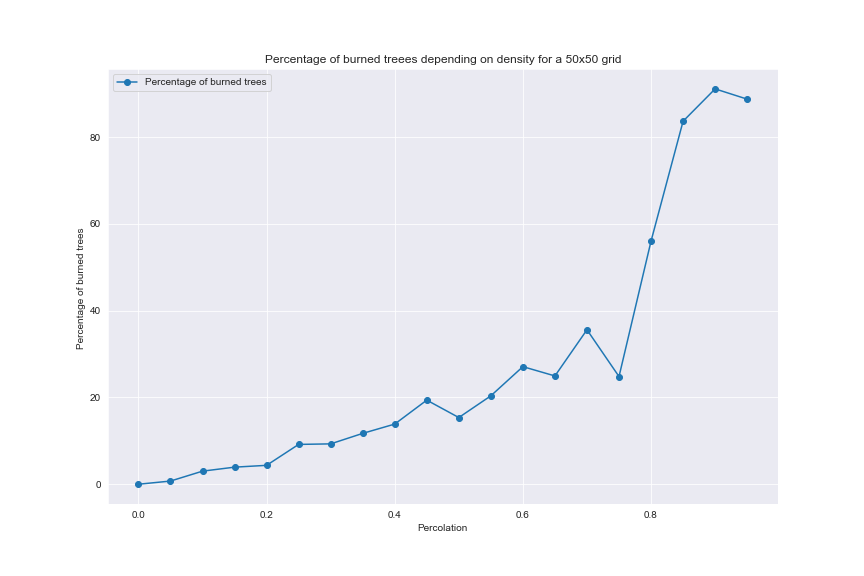 Percentage of burned treees depending on density for a 50x50 grid
Percentage of burned trees
Percentage of burned trees
80
60
40
20
0
0.0 0.2 0.4 0.6 0.8
Percolation